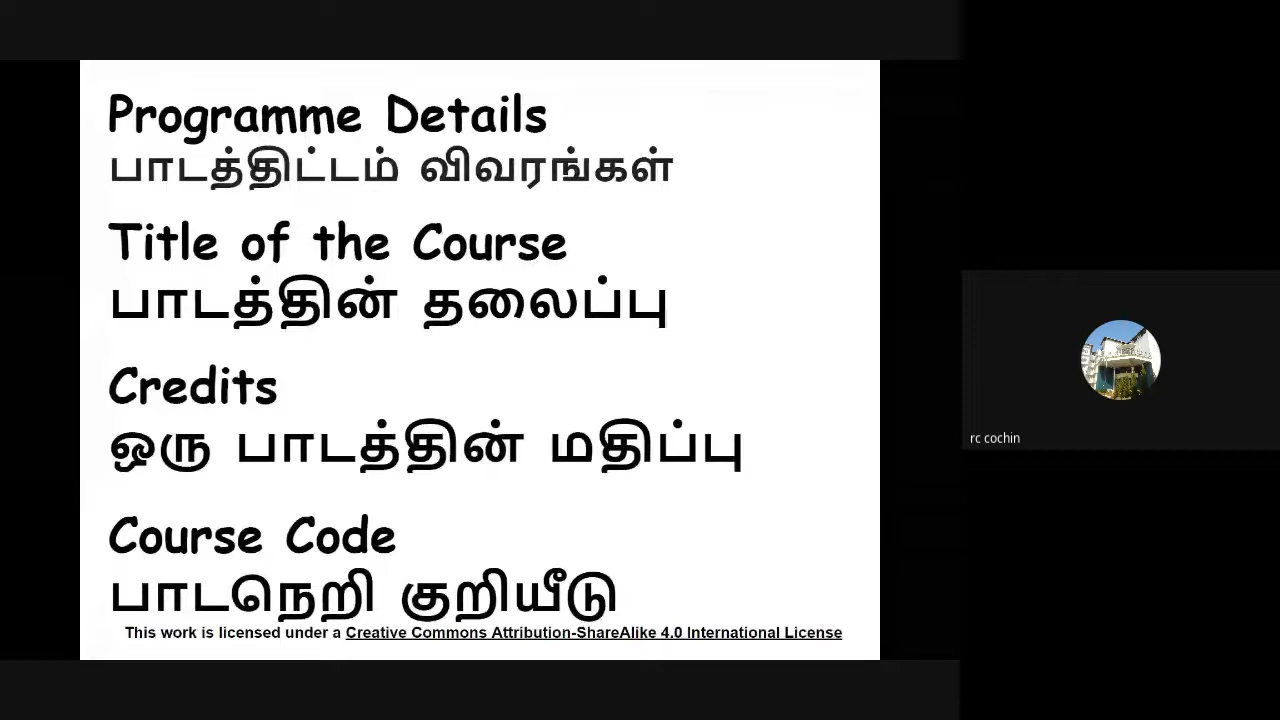 Programme Details
பாடத்திட்டம் விவரங்கள்
Title of the Course
பாடத்தின் தலைப்பு
Credits
ஒரு பாடத்தின் மதிப்பு
Course Code
பாடநெறி குறியீடு
This work is licensed under a Creative Commons Attribution-ShareAlike 4.0 International License
rc cochin